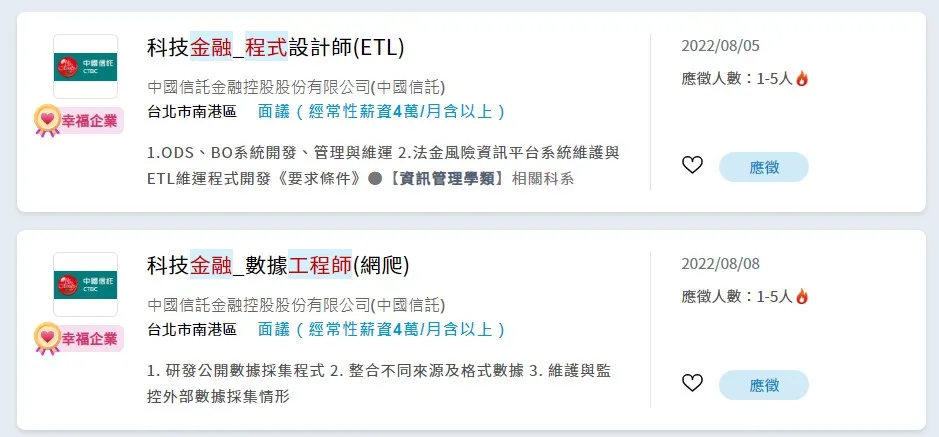 科技金融_程式設計師(ETL)
中國信託金融控股股份有限公司(中國信託)
台北市南港區 面議（經常性薪資4萬/月含以上）
1.ODS、BO系統開發、管理與維運 2.法金風險資訊平台系統維護與
ETL維運程式開發《要求條件》●【資訊管理學類】相關科系
中國信託
CTBC
幸福企業
2022/08/05
應徵人數：1-5人
應徵
科技金融_數據工程師(網爬)
中國信託金融控股股份有限公司(中國信託)
台北市南港區 面議（經常性薪資4萬/月含以上）
1. 研發公開數據採集程式 2. 整合不同來源及格式數據 3. 維護與監
控外部數據採集情形
中國信託
CTBC
幸福企業
2022/08/08
應徵人數：1-5人
應徵